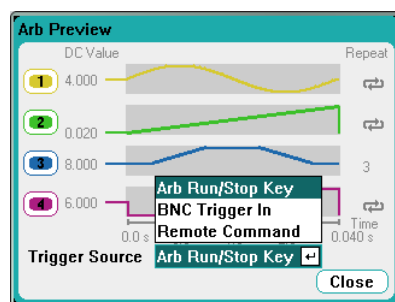 Arb Preview
DC Value Repeat
1 4.000
2 0.020
3 8.000 3
4 6.000
Arb Run/Stop Key
BNC Trigger In
Remote Command
Time
0.0 s 0.040 s
Trigger Source Arb Run/Stop Key
Close